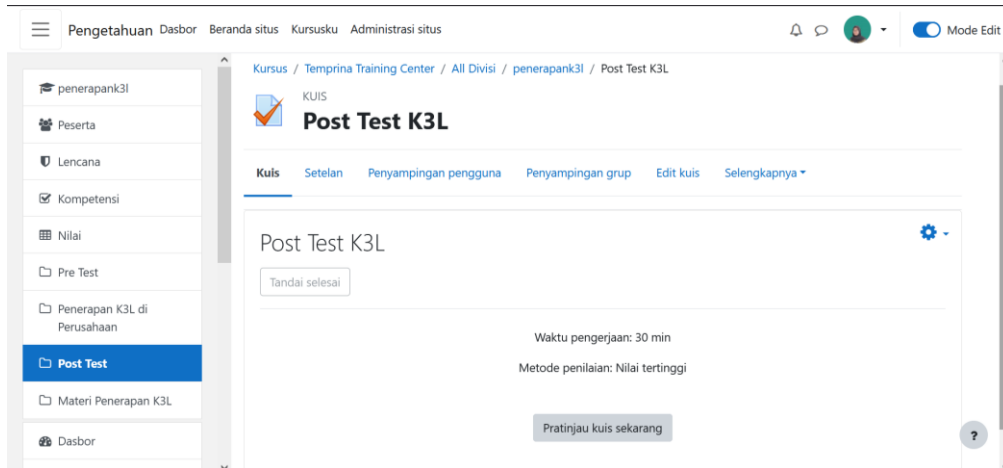 Pengetahuan Dasbor Beranda situs Kursusku Administrasi situs Mode Edit
penerapank3l
Peserta
Lencana
Kompetensi
Nilai
Pre Test
Penerapan K3L di
Perusahaan
Post Test
Materi Penerapan K3L
Dasbor
Kursus / Temprina Training Center / All Divisi / penerapank3l / Post Test K3L
KUIS
Post Test K3L
Kuis Setelan Penyampingan pengguna Penyampingan grup Edit kuis Selengkapnya
Post Test K3L
Tandai selesai
Waktu pengerjaan: 30 min
Metode penilaian: Nilai tertinggi
Pratinjau kuis sekarang
?